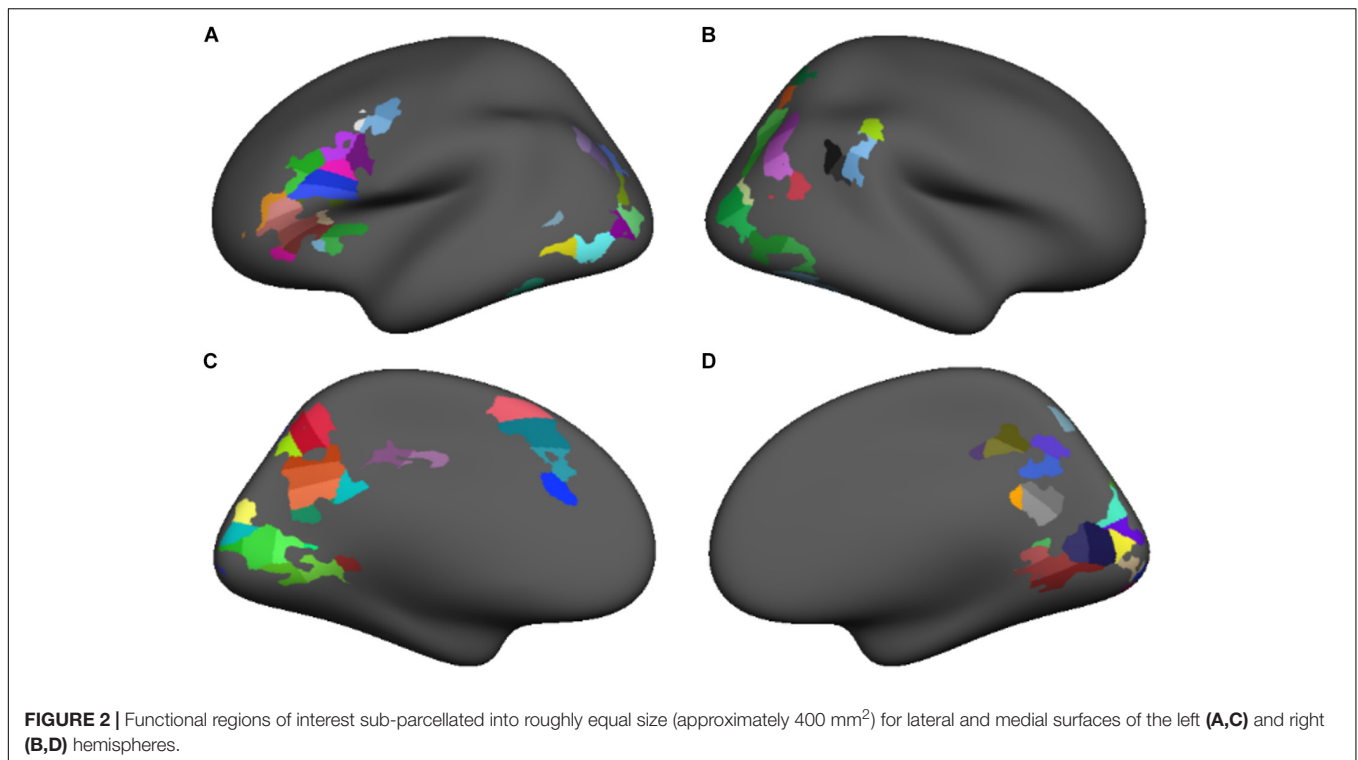 A
B
C
D
FIGURE 2 | Functional regions of interest sub-parcellated into roughly equal size (approximately 400 mm²) for lateral and medial surfaces of the left (A,C) and right
(B,D) hemispheres.